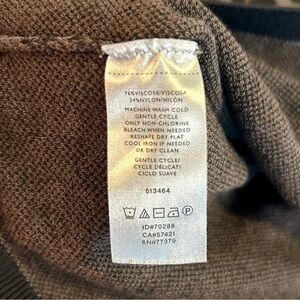 76%VISCOSE/VISCOSA
24%NYLON/NILON
MACHINE WASH COLD
GENTLE CYCLE
ONLY NON-CHLORINE
BLEACH WHEN NEEDED
RESHAPE DRY FLAT
COOL IRON IF NEEDED
OR DRY CLEAN
GENTLE CYCLE/
CYCLE DELICAT/
CICLO SUAVE
513464
ID#70288
CA#57421
RN#77379